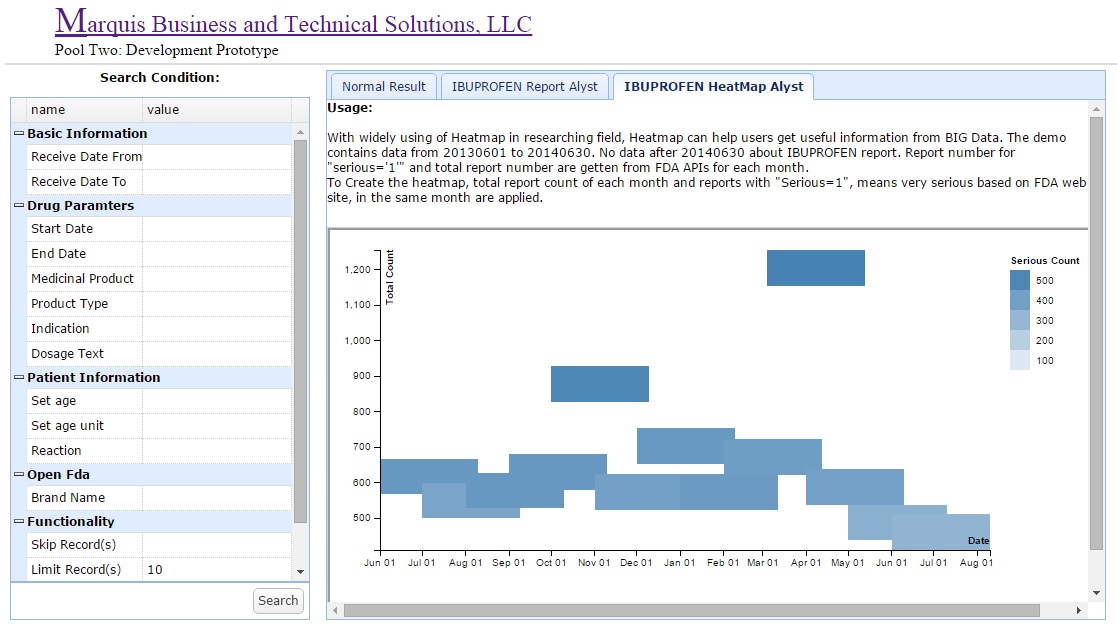 Marquis Business and Technical Solutions, LLC
Pool Two: Development Prototype
Search Condition:
name value
Basic Information
Receive Date From
Receive Date To
Drug Paramters
Start Date
End Date
Medicinal Product
Product Type
Indication
Dosage Text
Patient Information
Set age
Set age unit
Reaction
Open Fda
Brand Name
Functionality
Skip Record(s)
Limit Record(s) 10
Search
Normal Result IBUPROFEN Report Alyst IBUPROFEN HeatMap Alyst
Usage:
With widely using of Heatmap in researching field, Heatmap can help users get useful information from BIG Data. The demo
contains data from 20130601 to 20140630. No data after 20140630 about IBUPROFEN report. Report number for
"serious='1'" and total report number are getten from FDA APIs for each month.
To Create the heatmap, total report count of each month and reports with "Serious=1", means very serious based on FDA web
site, in the same month are applied.
Total Count
1,200
1,100
1,000
900
800
700
600
500
Date
Jun 01 Jul 01 Aug 01 Sep 01 Oct 01 Nov 01 Dec 01 Jan 01 Feb 01 Mar 01 Apr 01 May 01 Jun 01 Jul 01 Aug 01
Serious Count
500
400
300
200
100